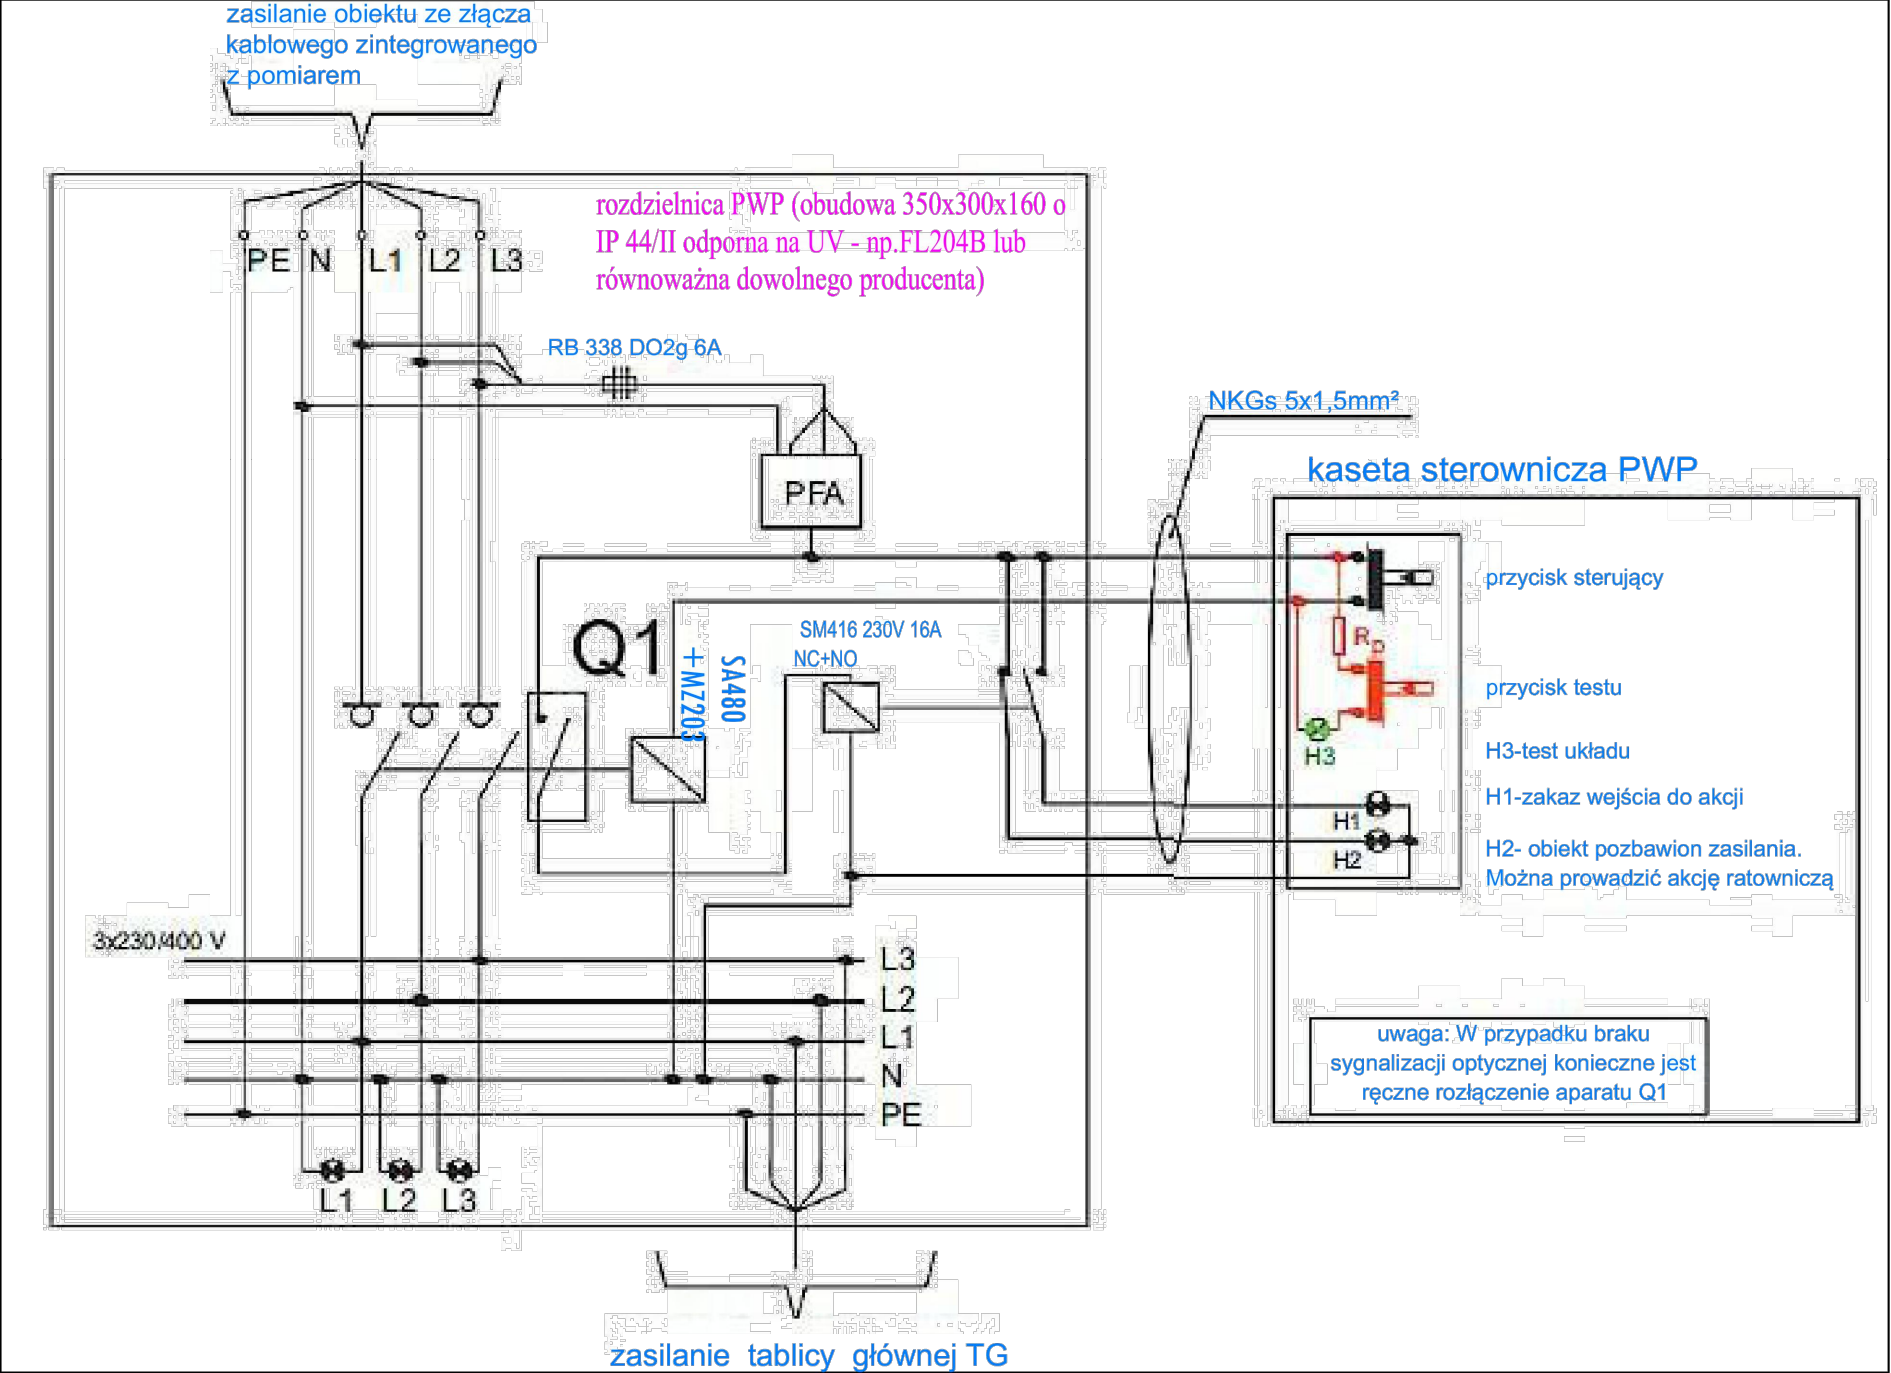 zasilanie obiektu ze złącza
kablowego zintegrowanego
z pomiarem
rozdzielnica PWP (obudowa 350x300x160 o
IP 44/II odporna na UV - np.FL204B lub
równoważna dowolnego producenta)
PE N L1 L2 L3
RB 338 DO2g 6A
PFA
NKGs 5x1,5mm²
kaseta sterownicza PWP
przycisk sterujący
Q1
SA480
+MZ203
SM416 230V 16A
NC+NO
RD
przycisk testu
H3
H3-test układu
H1-zakaz wejścia do akcji
H1
H2
H2- obiekt pozbawion zasilania.
Można prowadzić akcję ratowniczą
3x230/400 V
L3
L2
L1
N
PE
uwaga: W przypadku braku
sygnalizacji optycznej konieczne jest
ręczne rozłączenie aparatu Q1
L1 L2 L3
zasilanie tablicy głównej TG